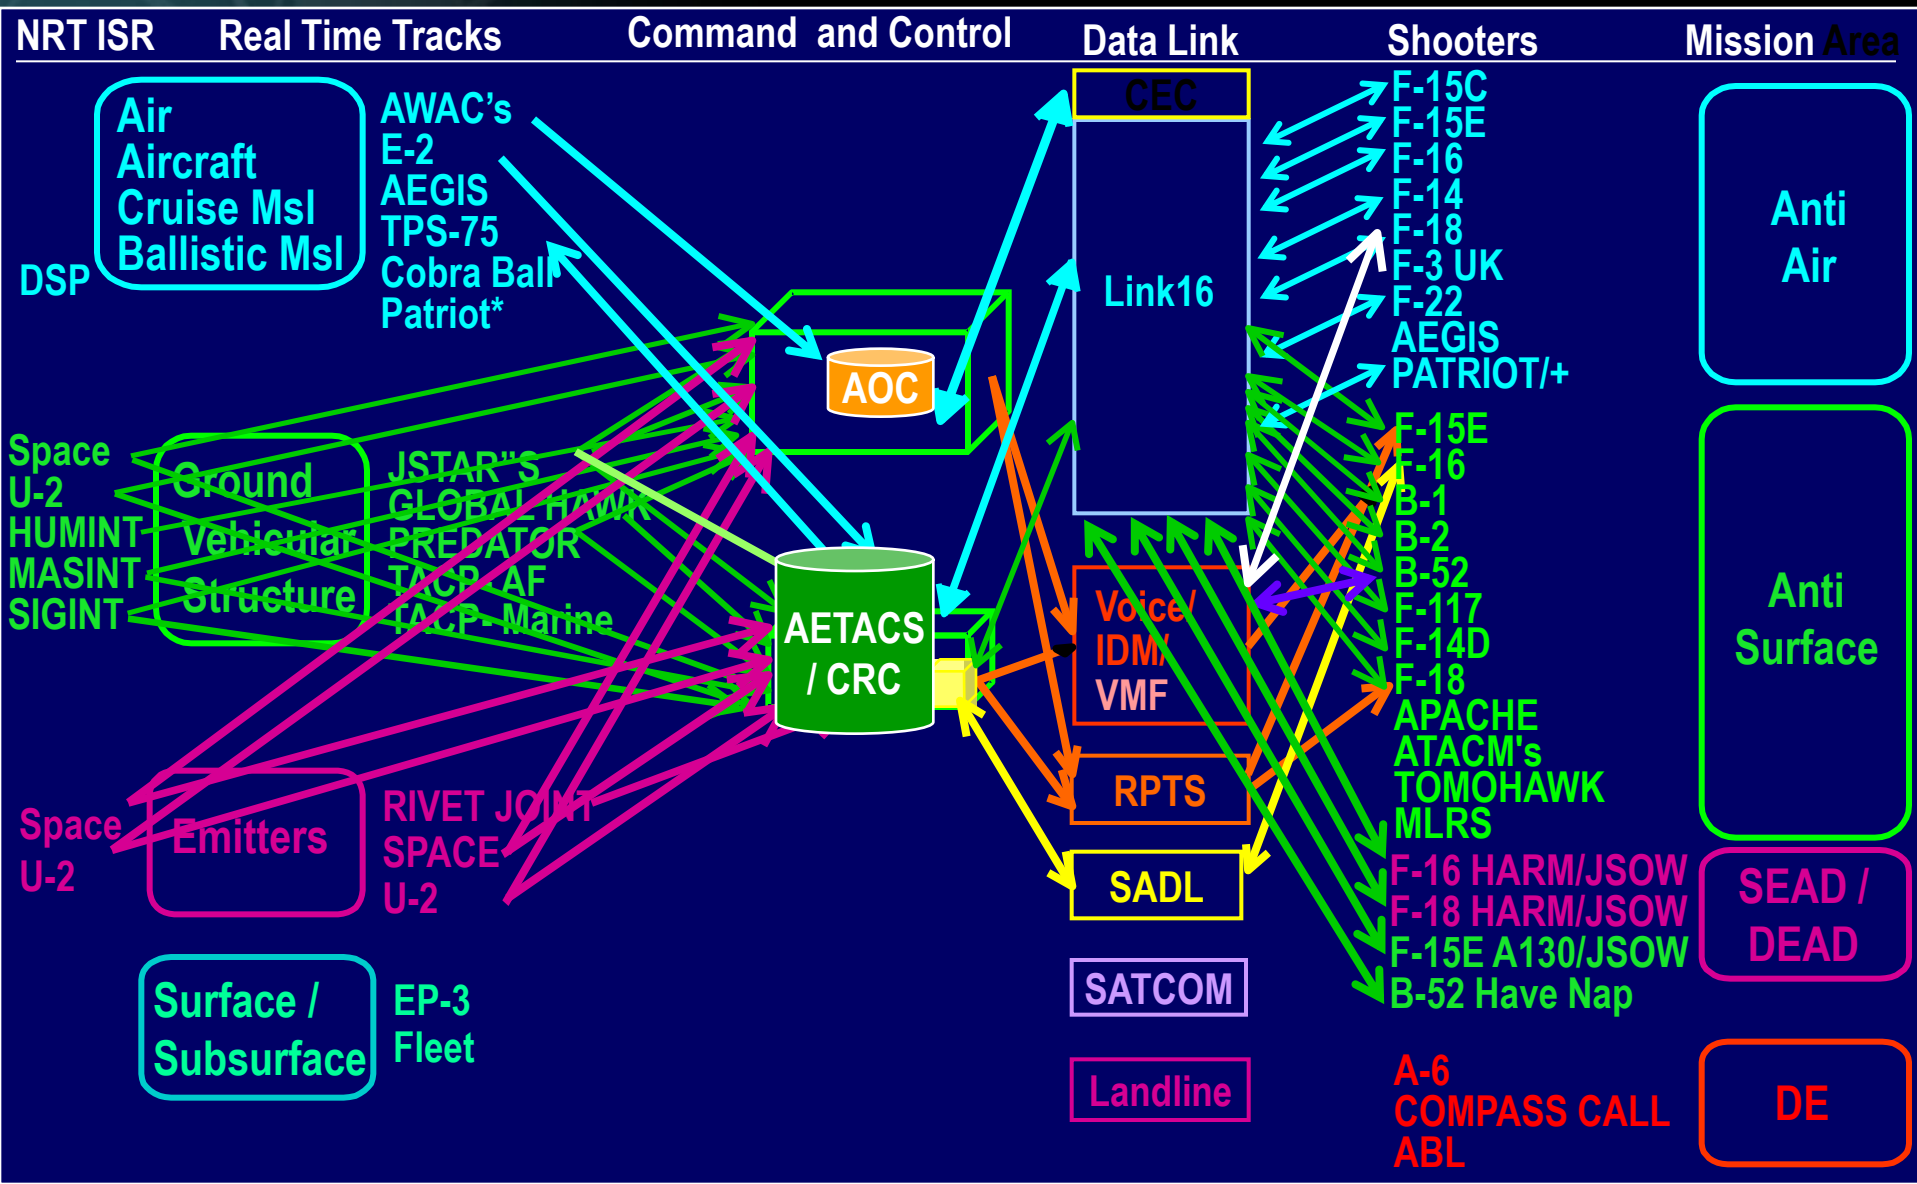 NRT ISR
Real Time Tracks
Command and Control
Data Link
Shooters
Mission Area
DSP
Air
Aircraft
Cruise Msl
Ballistic Msl
AWAC's
E-2
AEGIS
TPS-75
Cobra Ball
Patriot*
Space
U-2
HUMINT
MASINT
SIGINT
Ground
Vehicular
Structure
JSTAR"S
GLOBAL HAWK
PREDATOR
TACP- AF
TACP- Marine
Space
U-2
Emitters
RIVET JOINT
SPACE
U-2
Surface /
Subsurface
EP-3
Fleet
AOC
AETACS
/ CRC
CEC
Link16
Voice/
IDM/
VMF
RPTS
SADL
SATCOM
Landline
F-15C
F-15E
F-16
F-14
F-18
F-3 UK
F-22
AEGIS
PATRIOT/+
F-15E
F-16
B-1
B-2
B-52
F-117
F-14D
F-18
APACHE
ATACM's
TOMOHAWK
MLRS
F-16 HARM/JSOW
F-18 HARM/JSOW
F-15E A130/JSOW
B-52 Have Nap
A-6
COMPASS CALL
ABL
Anti
Air
Anti
Surface
SEAD /
DEAD
DE